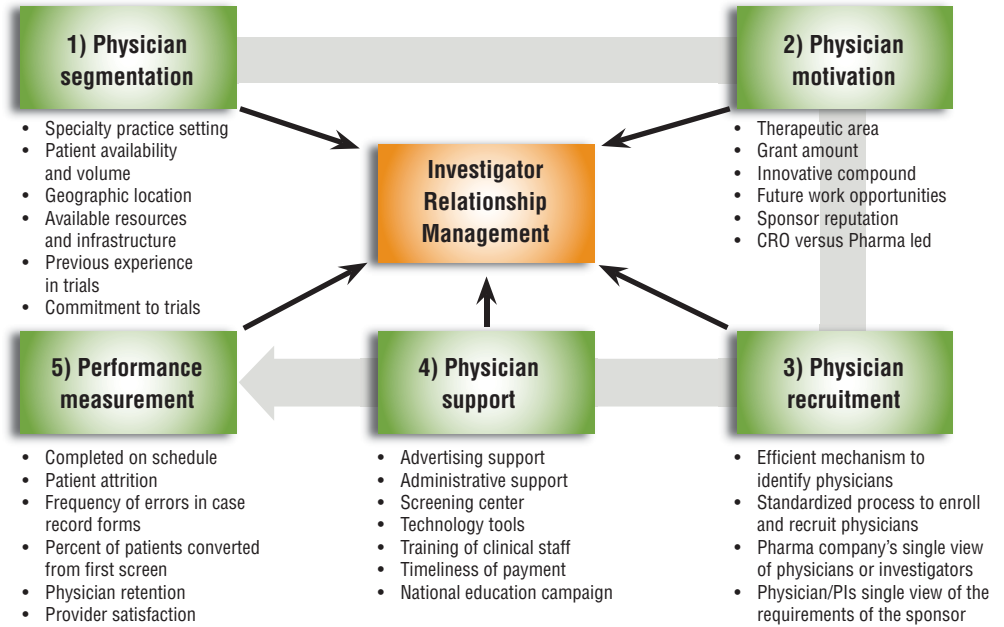 1) Physician
segmentation
• Specialty practice setting
• Patient availability
and volume
• Geographic location
• Available resources
and infrastructure
• Previous experience
in trials
• Commitment to trials
2) Physician
motivation
• Therapeutic area
• Grant amount
• Innovative compound
• Future work opportunities
• Sponsor reputation
• CRO versus Pharma led
Investigator
Relationship
Management
5) Performance
measurement
• Completed on schedule
• Patient attrition
• Frequency of errors in case
record forms
• Percent of patients converted
from first screen
• Physician retention
• Provider satisfaction
4) Physician
support
• Advertising support
• Administrative support
• Screening center
• Technology tools
• Training of clinical staff
• Timeliness of payment
• National education campaign
3) Physician
recruitment
• Efficient mechanism to
identify physicians
• Standardized process to enroll
and recruit physicians
• Pharma company's single view
of physicians or investigators
• Physician/PIs single view of the
requirements of the sponsor